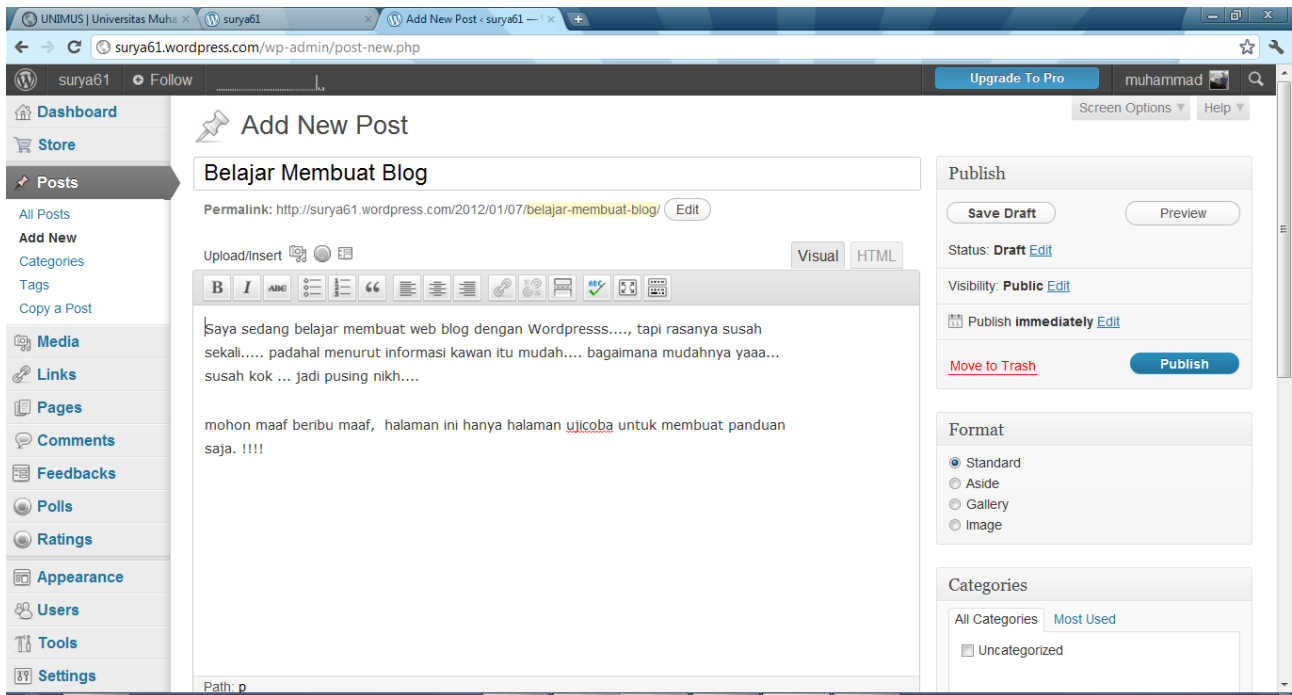 UNIMUS | Universitas Muha
surya61
Add New Post ‹ surya61 —
surya61.wordpress.com/wp-admin/post-new.php
surya61 Follow Upgrade To Pro muhammad
Screen Options Help
Dashboard
Store
Posts
All Posts
Add New
Categories
Tags
Copy a Post
Media
Links
Pages
Comments
Feedbacks
Polls
Ratings
Appearance
Users
Tools
Settings
Add New Post
Belajar Membuat Blog
Permalink: http://surya61.wordpress.com/2012/01/07/belajar-membuat-blog/ Edit
Upload/Insert Visual HTML
B I ABC ABC
Saya sedang belajar membuat web blog dengan Wordpresss...., tapi rasanya susah
sekali..... padahal menurut informasi kawan itu mudah.... bagaimana mudahnya yaaa...
susah kok ... jadi pusing nikh....
mohon maaf beribu maaf,  halaman ini hanya halaman ujicoba untuk membuat panduan
saja. !!!!
Path: p
Publish
Save Draft Preview
Status: Draft Edit
Visibility: Public Edit
Publish immediately Edit
Move to Trash Publish
Format
Standard
Aside
Gallery
Image
Categories
All Categories Most Used
Uncategorized